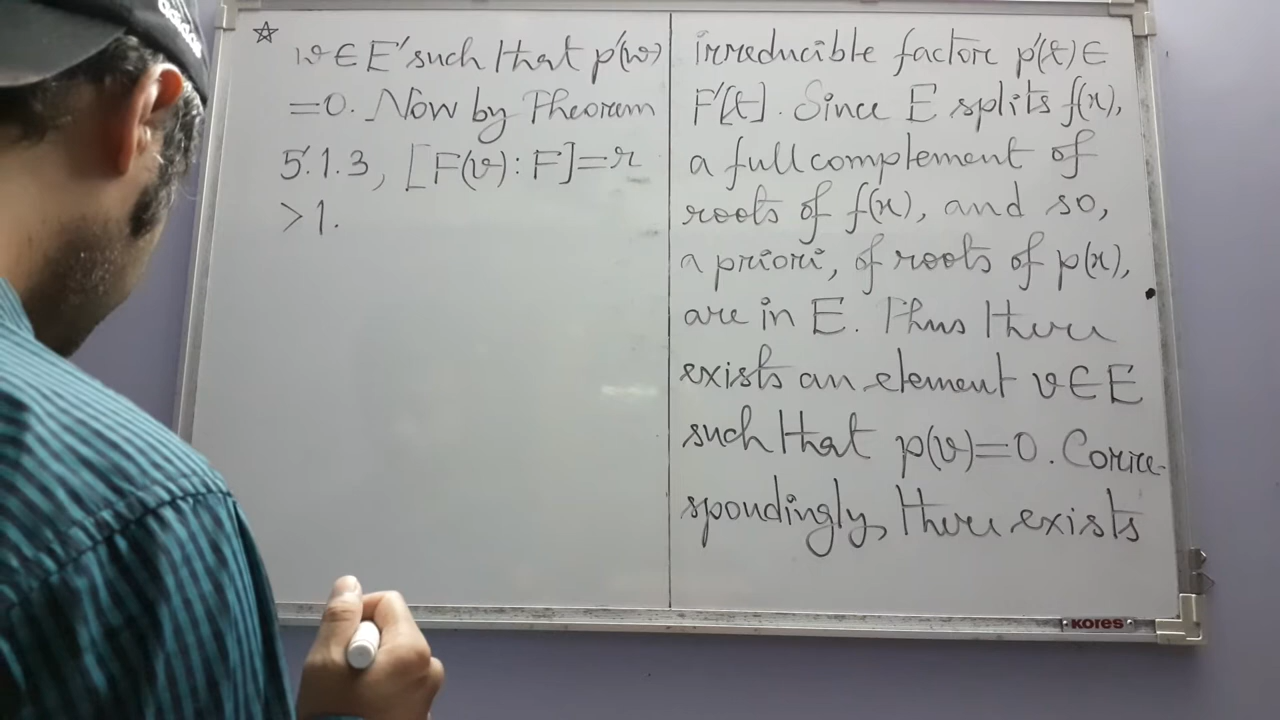 ☆ v∈E' such that p'(w)
=0. Now by Theorem
5.1.3, [F(v):F]=r
>1.
irreducible factor p'(t)∈
F'[t]. Since E splits f(x),
a full complement of
roots of f(x), and so,
a priori, of roots of p(x),
are in E. Thus there
exists an element v∈E
such that p(v)=0. Corre-
spondingly, there exists
KORES